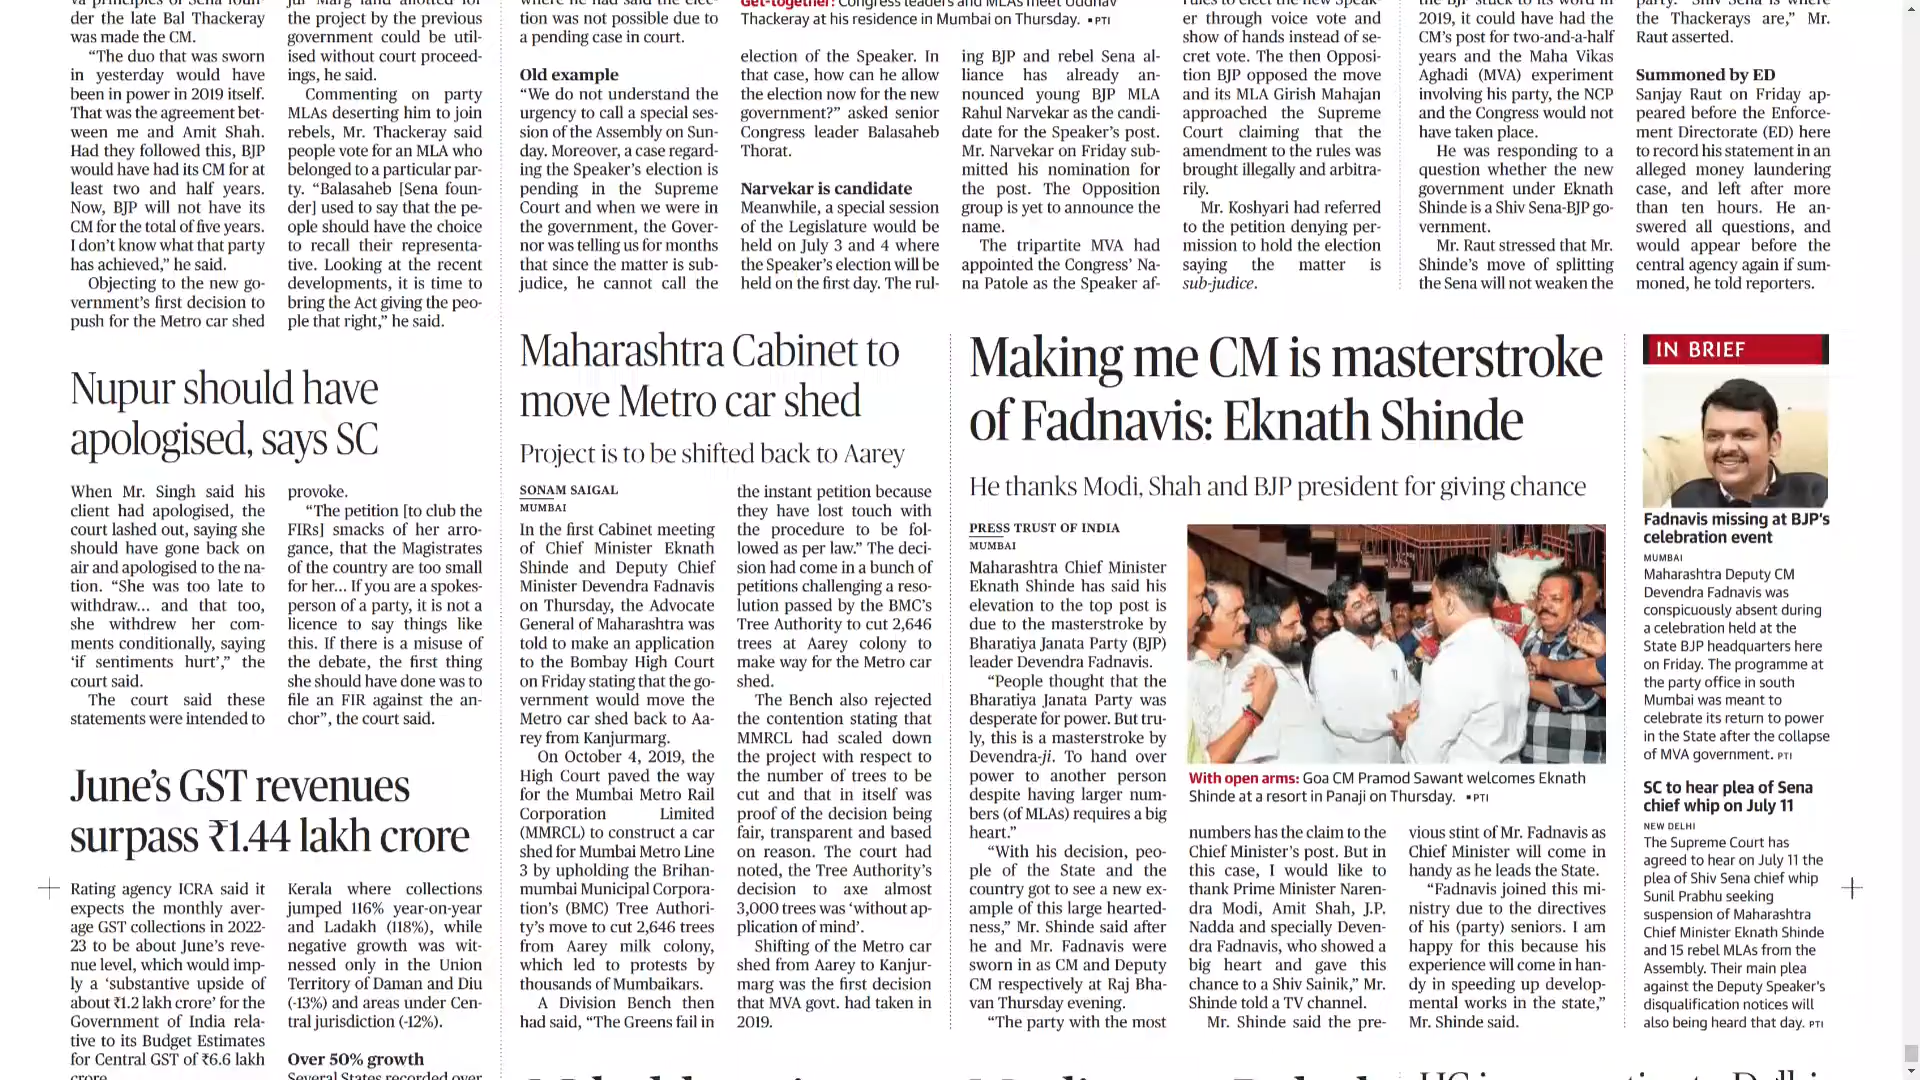 va principles of Sena foun-
der the late Bal Thackeray
was made the CM.
“The duo that was sworn
in yesterday would have
been in power in 2019 itself.
That was the agreement bet-
ween me and Amit Shah.
Had they followed this, BJP
would have had its CM for at
least two and half years.
Now, BJP will not have its
CM for the total of five years.
I don’t know what that party
has achieved,” he said.
Objecting to the new go-
vernment’s first decision to
push for the Metro car shed
jur Marg land allotted for
the project by the previous
government could be util-
ised without court proceed-
ings, he said.
Commenting on party
MLAs deserting him to join
rebels, Mr. Thackeray said
people vote for an MLA who
belonged to a particular par-
ty. “Balasaheb [Sena foun-
der] used to say that the pe-
ople should have the choice
to recall their representa-
tive. Looking at the recent
developments, it is time to
bring the Act giving the peo-
ple that right,” he said.
where he had said the elec-
tion was not possible due to
a pending case in court.
Old example
“We do not understand the
urgency to call a special ses-
sion of the Assembly on Sun-
day. Moreover, a case regard-
ing the Speaker’s election is
pending in the Supreme
Court and when we were in
the government, the Gover-
nor was telling us for months
that since the matter is sub-
judice, he cannot call the
Get-together: Congress leaders and MLAs meet Uddhav
Thackeray at his residence in Mumbai on Thursday. ▪PTI
election of the Speaker. In
that case, how can he allow
the election now for the new
government?” asked senior
Congress leader Balasaheb
Thorat.
Narvekar is candidate
Meanwhile, a special session
of the Legislature would be
held on July 3 and 4 where
the Speaker’s election will be
held on the first day. The rul-
ing BJP and rebel Sena al-
liance has already an-
nounced young BJP MLA
Rahul Narvekar as the candi-
date for the Speaker’s post.
Mr. Narvekar on Friday sub-
mitted his nomination for
the post. The Opposition
group is yet to announce the
name.
The tripartite MVA had
appointed the Congress’ Na-
na Patole as the Speaker af-
rules to elect the new Speak-
er through voice vote and
show of hands instead of se-
cret vote. The then Opposi-
tion BJP opposed the move
and its MLA Girish Mahajan
approached the Supreme
Court claiming that the
amendment to the rules was
brought illegally and arbitra-
rily.
Mr. Koshyari had referred
to the petition denying per-
mission to hold the election
saying the matter is
sub-judice.
the BJP stuck to its word in
2019, it could have had the
CM’s post for two-and-a-half
years and the Maha Vikas
Aghadi (MVA) experiment
involving his party, the NCP
and the Congress would not
have taken place.
He was responding to a
question whether the new
government under Eknath
Shinde is a Shiv Sena-BJP go-
vernment.
Mr. Raut stressed that Mr.
Shinde’s move of splitting
the Sena will not weaken the
party. “Shiv Sena is where
the Thackerays are,” Mr.
Raut asserted.
Summoned by ED
Sanjay Raut on Friday ap-
peared before the Enforce-
ment Directorate (ED) here
to record his statement in an
alleged money laundering
case, and left after more
than ten hours. He an-
swered all questions, and
would appear before the
central agency again if sum-
moned, he told reporters.
Nupur should have
apologised, says SC
When Mr. Singh said his
client had apologised, the
court lashed out, saying she
should have gone back on
air and apologised to the na-
tion. “She was too late to
withdraw... and that too,
she withdrew her com-
ments conditionally, saying
‘if sentiments hurt’,” the
court said.
The court said these
statements were intended to
provoke.
“The petition [to club the
FIRs] smacks of her arro-
gance, that the Magistrates
of the country are too small
for her... If you are a spokes-
person of a party, it is not a
licence to say things like
this. If there is a misuse of
the debate, the first thing
she should have done was to
file an FIR against the an-
chor”, the court said.
June’s GST revenues
surpass ₹1.44 lakh crore
Rating agency ICRA said it
expects the monthly aver-
age GST collections in 2022-
23 to be about June’s reve-
nue level, which would imp-
ly a ‘substantive upside of
about ₹1.2 lakh crore’ for the
Government of India rela-
tive to its Budget Estimates
for Central GST of ₹6.6 lakh
crore.
Kerala where collections
jumped 116% year-on-year
and Ladakh (118%), while
negative growth was wit-
nessed only in the Union
Territory of Daman and Diu
(-13%) and areas under Cen-
tral jurisdiction (-12%).
Over 50% growth
Several States recorded over
Maharashtra Cabinet to
move Metro car shed
Project is to be shifted back to Aarey
SONAM SAIGAL
MUMBAI
In the first Cabinet meeting
of Chief Minister Eknath
Shinde and Deputy Chief
Minister Devendra Fadnavis
on Thursday, the Advocate
General of Maharashtra was
told to make an application
to the Bombay High Court
on Friday stating that the go-
vernment would move the
Metro car shed back to Aa-
rey from Kanjurmarg.
On October 4, 2019, the
High Court paved the way
for the Mumbai Metro Rail
Corporation Limited
(MMRCL) to construct a car
shed for Mumbai Metro Line
3 by upholding the Brihan-
mumbai Municipal Corpora-
tion’s (BMC) Tree Authori-
ty’s move to cut 2,646 trees
from Aarey milk colony,
which led to protests by
thousands of Mumbaikars.
A Division Bench then
had said, “The Greens fail in
the instant petition because
they have lost touch with
the procedure to be fol-
lowed as per law.” The deci-
sion had come in a bunch of
petitions challenging a reso-
lution passed by the BMC’s
Tree Authority to cut 2,646
trees at Aarey colony to
make way for the Metro car
shed.
The Bench also rejected
the contention stating that
MMRCL had scaled down
the project with respect to
the number of trees to be
cut and that in itself was
proof of the decision being
fair, transparent and based
on reason. The court had
noted, the Tree Authority’s
decision to axe almost
3,000 trees was ‘without ap-
plication of mind’.
Shifting of the Metro car
shed from Aarey to Kanjur-
marg was the first decision
that MVA govt. had taken in
2019.
Making me CM is masterstroke
of Fadnavis: Eknath Shinde
He thanks Modi, Shah and BJP president for giving chance
PRESS TRUST OF INDIA
MUMBAI
Maharashtra Chief Minister
Eknath Shinde has said his
elevation to the top post is
due to the masterstroke by
Bharatiya Janata Party (BJP)
leader Devendra Fadnavis.
“People thought that the
Bharatiya Janata Party was
desperate for power. But tru-
ly, this is a masterstroke by
Devendra-ji. To hand over
power to another person
despite having larger num-
bers (of MLAs) requires a big
heart.”
“With his decision, peo-
ple of the State and the
country got to see a new ex-
ample of this large hearted-
ness,” Mr. Shinde said after
he and Mr. Fadnavis were
sworn in as CM and Deputy
CM respectively at Raj Bha-
van Thursday evening.
“The party with the most
With open arms: Goa CM Pramod Sawant welcomes Eknath
Shinde at a resort in Panaji on Thursday. ▪PTI
numbers has the claim to the
Chief Minister’s post. But in
this case, I would like to
thank Prime Minister Naren-
dra Modi, Amit Shah, J.P.
Nadda and specially Deven-
dra Fadnavis, who showed a
big heart and gave this
chance to a Shiv Sainik,” Mr.
Shinde told a TV channel.
Mr. Shinde said the pre-
vious stint of Mr. Fadnavis as
Chief Minister will come in
handy as he leads the State.
“Fadnavis joined this mi-
nistry due to the directives
of his (party) seniors. I am
happy for this because his
experience will come in han-
dy in speeding up develop-
mental works in the state,”
Mr. Shinde said.
IN BRIEF
Fadnavis missing at BJP’s
celebration event
MUMBAI
Maharashtra Deputy CM
Devendra Fadnavis was
conspicuously absent during
a celebration held at the
State BJP headquarters here
on Friday. The programme at
the party office in south
Mumbai was meant to
celebrate its return to power
in the State after the collapse
of MVA government. PTI
SC to hear plea of Sena
chief whip on July 11
NEW DELHI
The Supreme Court has
agreed to hear on July 11 the
plea of Shiv Sena chief whip
Sunil Prabhu seeking
suspension of Maharashtra
Chief Minister Eknath Shinde
and 15 rebel MLAs from the
Assembly. Their main plea
against the Deputy Speaker’s
disqualification notices will
also being heard that day. PTI